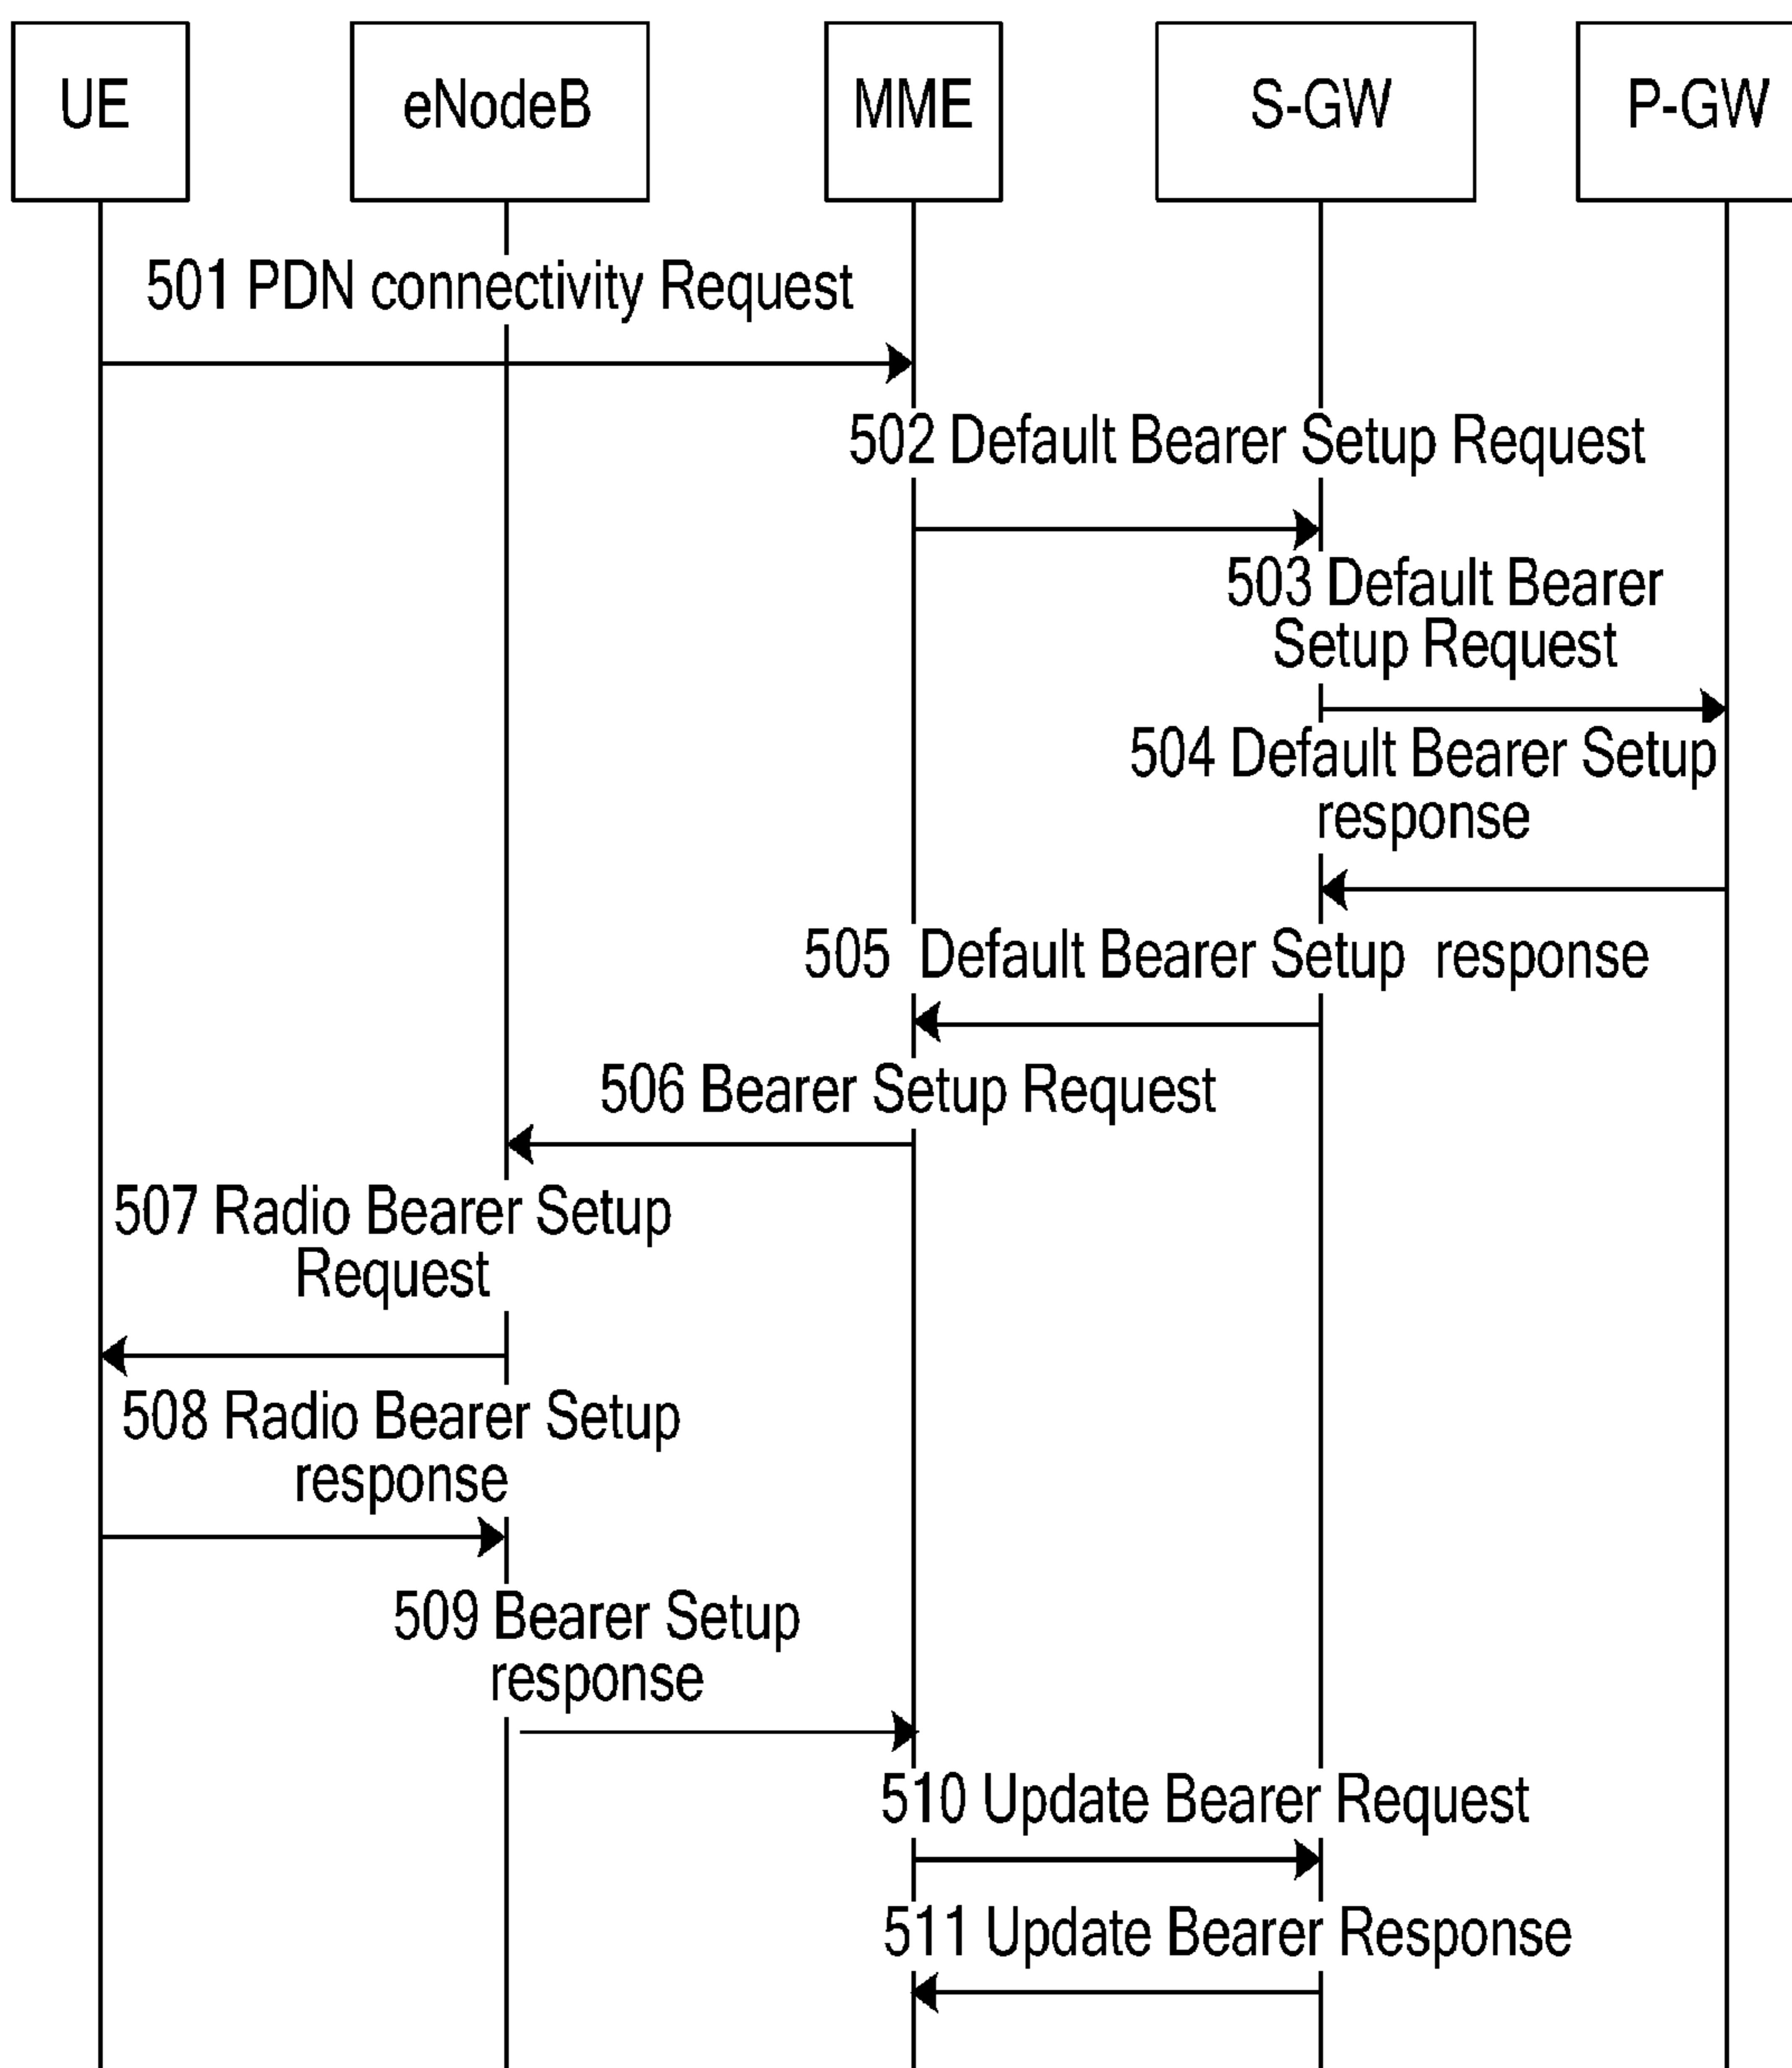 UE
eNodeB
MME
S-GW
P-GW
501 PDN connectivity Request
502 Default Bearer Setup Request
503 Default Bearer
Setup Request
504 Default Bearer Setup
response
505 Default Bearer Setup response
506 Bearer Setup Request
507 Radio Bearer Setup
Request
508 Radio Bearer Setup
response
509 Bearer Setup
response
510 Update Bearer Request
511 Update Bearer Response